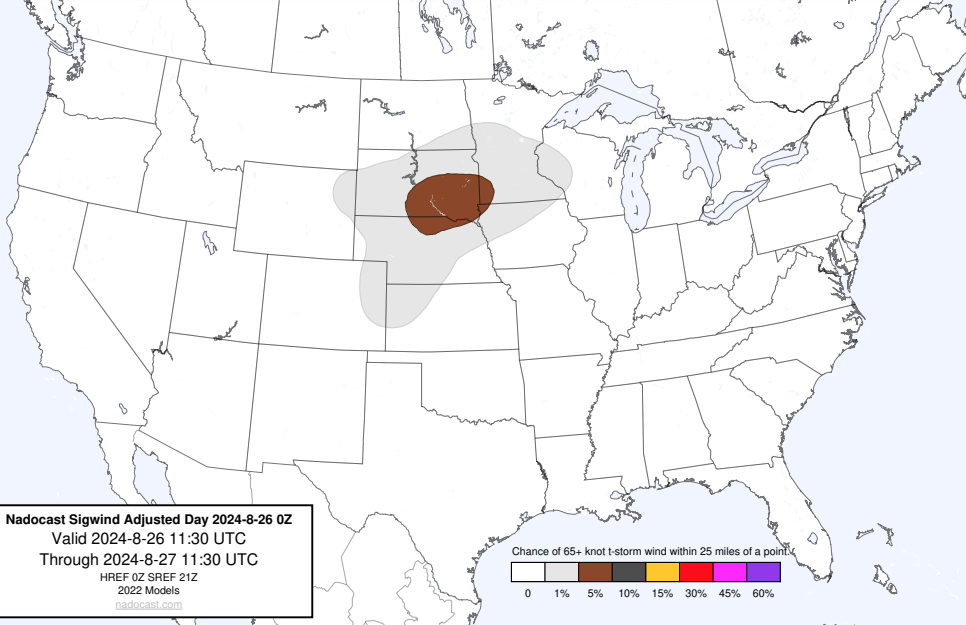 Nadocast Sigwind Adjusted Day 2024-8-26 0Z
Valid 2024-8-26 11:30 UTC
Through 2024-8-27 11:30 UTC
HREF 0Z SREF 21Z
2022 Models
nadocast.com
Chance of 65+ knot t-storm wind within 25 miles of a point.
0 1% 5% 10% 15% 30% 45% 60%